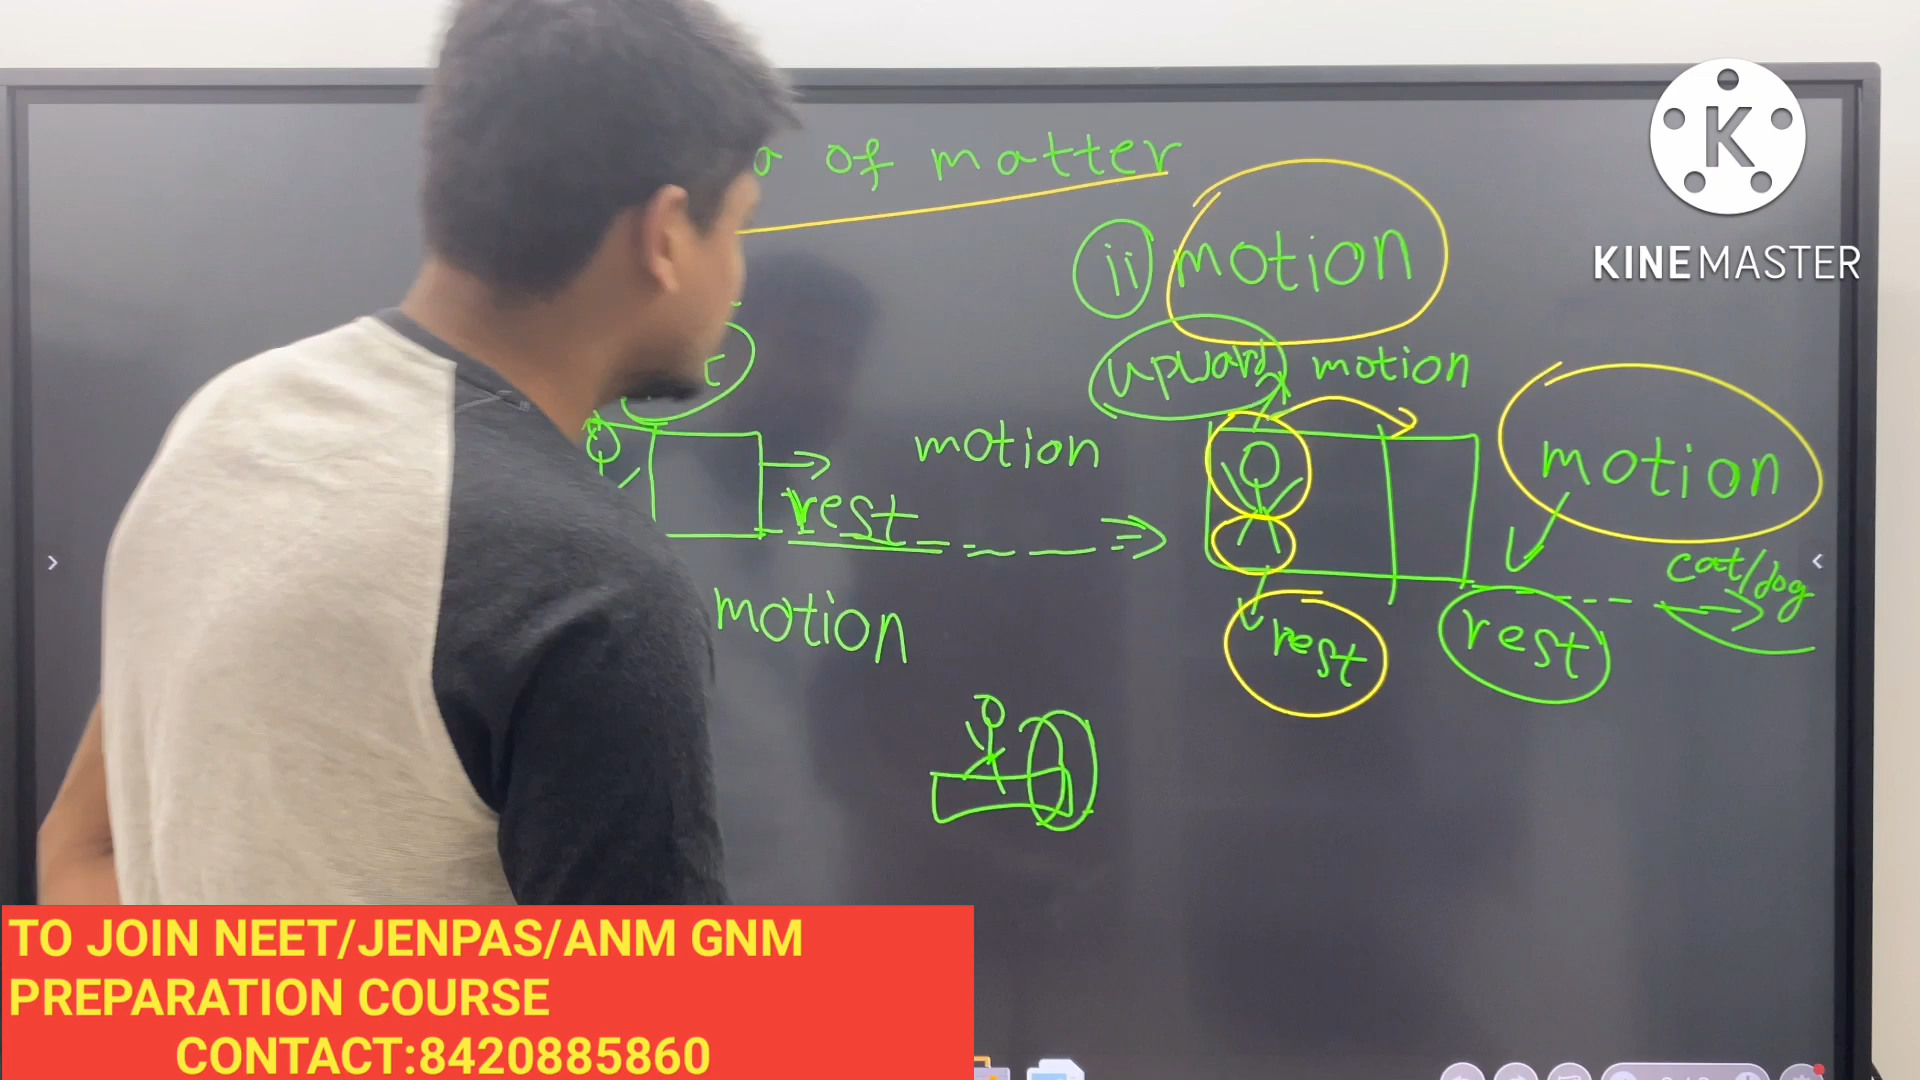 of matter
ii motion
KINEMASTER
upward motion
motion
motion
rest
cat/dog
motion
rest
rest
TO JOIN NEET/JENPAS/ANM GNM
PREPARATION COURSE
CONTACT:8420885860